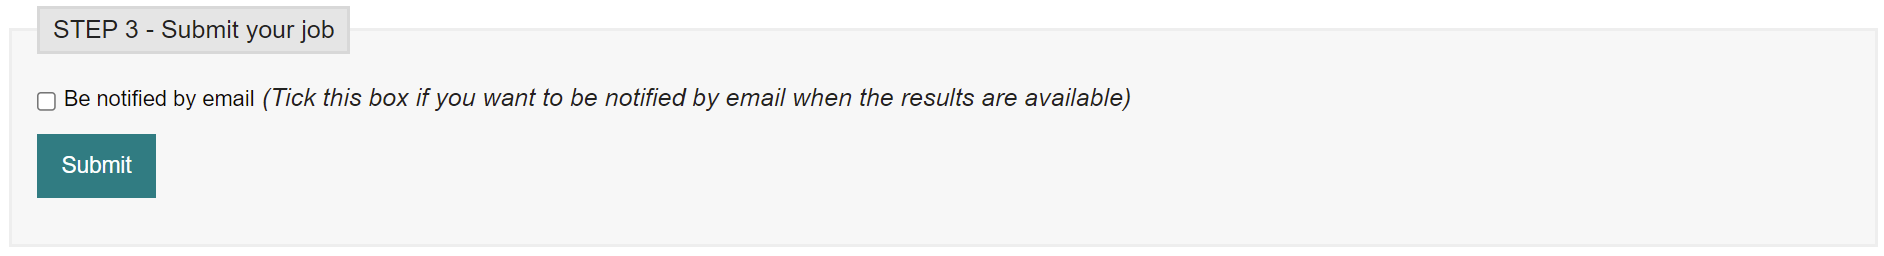 STEP 3 - Submit your job
Be notified by email (Tick this box if you want to be notified by email when the results are available)
Submit